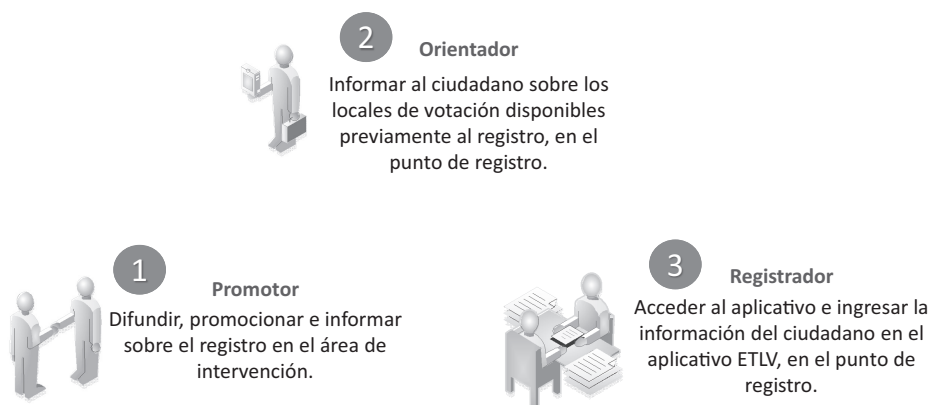 2
Orientador
Informar al ciudadano sobre los
locales de votación disponibles
previamente al registro, en el
punto de registro.
1
Promotor
Difundir, promocionar e informar
sobre el registro en el área de
intervención.
3
Registrador
Acceder al aplicativo e ingresar la
información del ciudadano en el
aplicativo ETLV, en el punto de
registro.